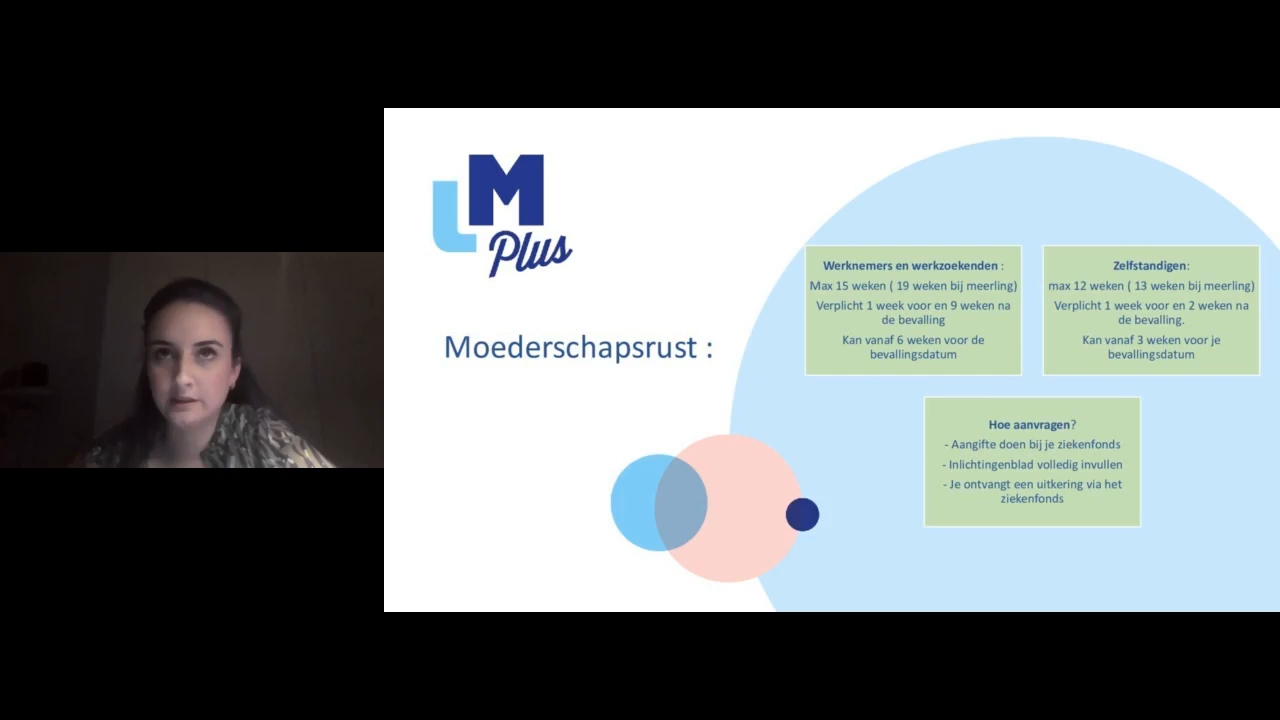 LM
Plus
Moederschapsrust :
Werknemers en werkzoekenden :
Max 15 weken ( 19 weken bij meerling)
Verplicht 1 week voor en 9 weken na
de bevalling
Kan vanaf 6 weken voor de
bevallingsdatum
Zelfstandigen:
max 12 weken ( 13 weken bij meerling)
Verplicht 1 week voor en 2 weken na
de bevalling.
Kan vanaf 3 weken voor je
bevallingsdatum
Hoe aanvragen?
- Aangifte doen bij je ziekenfonds
- Inlichtingenblad volledig invullen
- Je ontvangt een uitkering via het
ziekenfonds